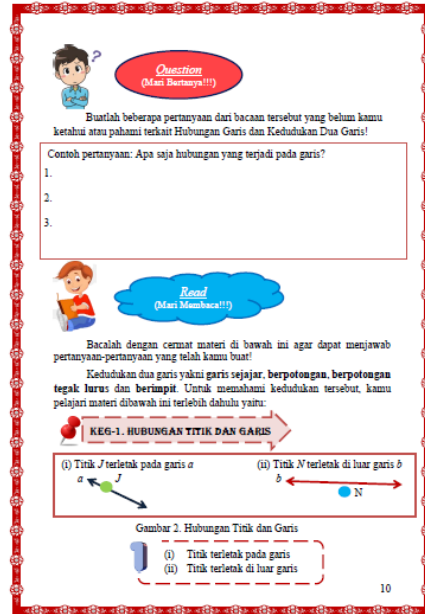 ?
Question
(Mari Bertanya!!!)
Buatlah beberapa pertanyaan dari bacaan tersebut yang belum kamu
ketahui atau pahami terkait Hubungan Garis dan Kedudukan Dua Garis!
Contoh pertanyaan: Apa saja hubungan yang terjadi pada garis?
1.
2.
3.
Read
(Mari Membaca!!!)
Bacalah dengan cermat materi di bawah ini agar dapat menjawab
pertanyaan-pertanyaan yang telah kamu buat!
Kedudukan dua garis yakni garis sejajar, berpotongan, berpotongan
tegak lurus dan berimpit. Untuk memahami kedudukan tersebut, kamu
pelajari materi dibawah ini terlebih dahulu yaitu:
KEG-1. HUBUNGAN TITIK DAN GARIS
(i) Titik J terletak pada garis a
a J
(ii) Titik N terletak di luar garis b
b
N
Gambar 2. Hubungan Titik dan Garis
(i) Titik terletak pada garis
(ii) Titik terletak di luar garis
10